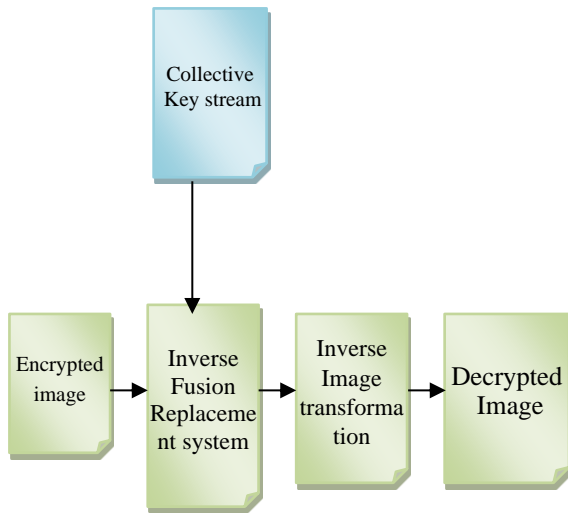 Collective
Key stream
Encrypted
image
Inverse
Fusion
Replaceme
nt system
Inverse
Image
transforma
tion
Decrypted
Image